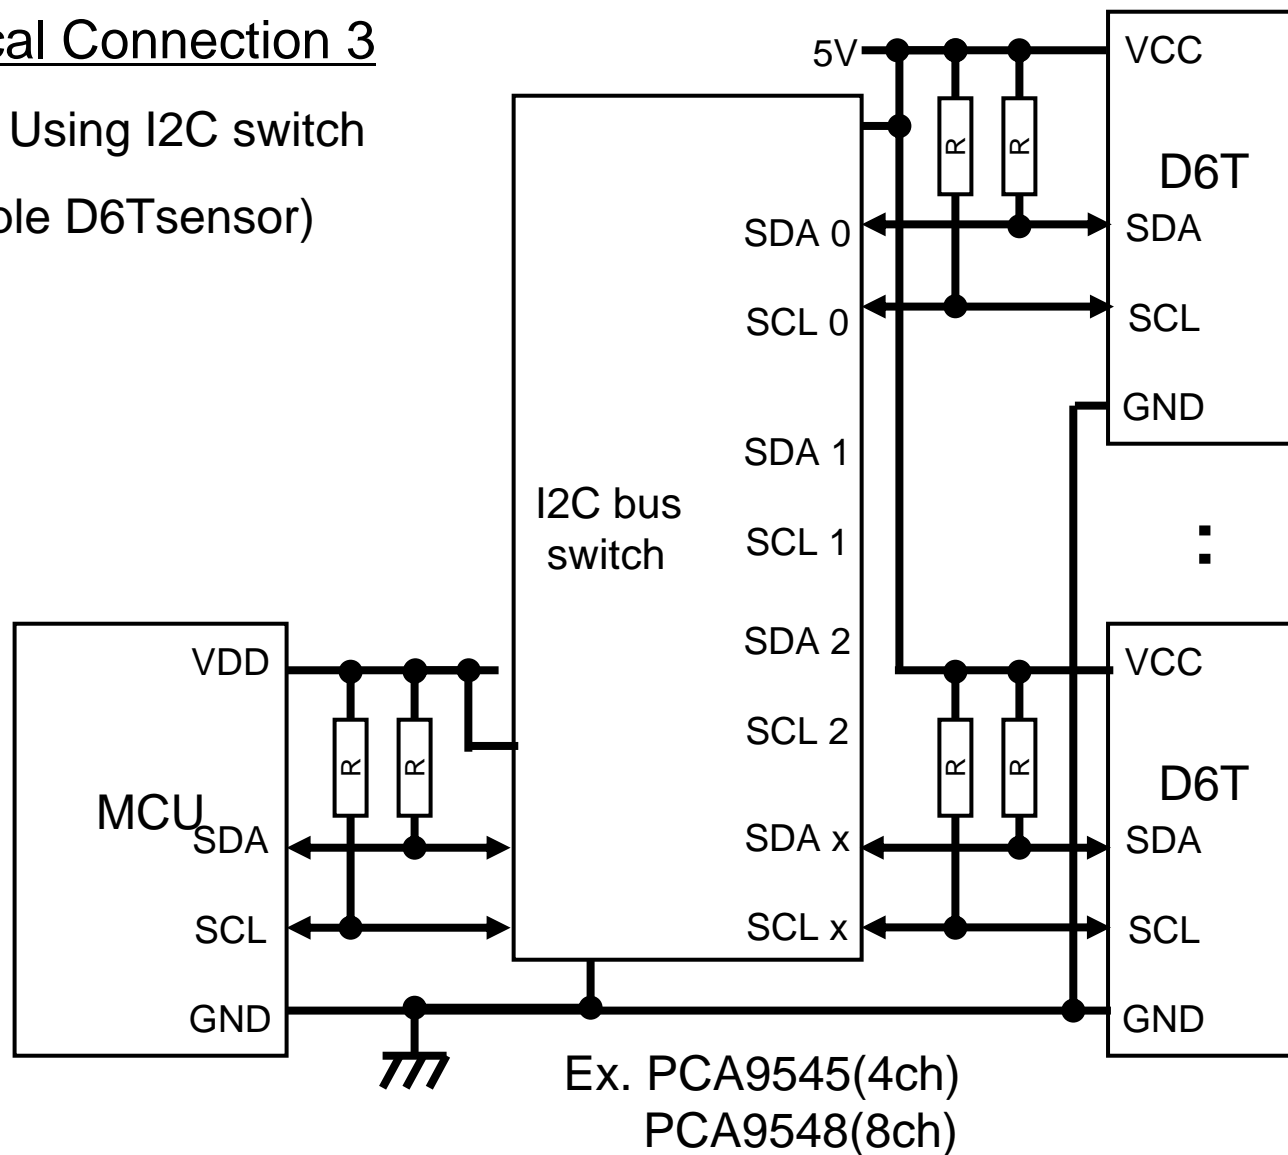 cal Connection 3
Using I2C switch
ole D6Tsensor)
5V
VCC
R
R
D6T
SDA
SCL
GND
SDA 0
SCL 0
SDA 1
SCL 1
I2C bus
switch
SDA 2
SCL 2
SDA x
SCL x
:
VDD
R
R
MCU
SDA
SCL
GND
VCC
R
R
D6T
SDA
SCL
GND
Ex. PCA9545(4ch)
PCA9548(8ch)